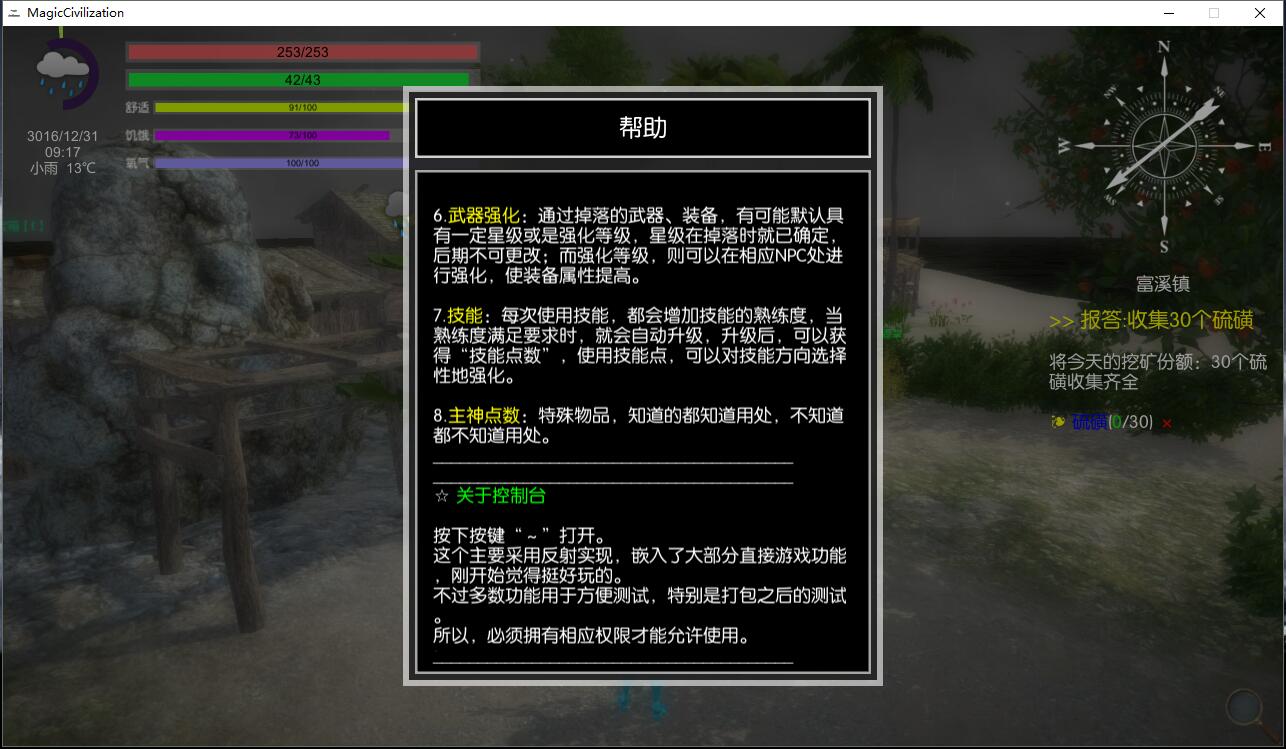 MagicCivilization
253/253
42/43
舒适
91/100
饥饿
73/100
氧气
100/100
3016/12/31
09:17
小雨 13℃
N
NW
NE
W
E
SW
SE
S
富溪镇
>> 报答:收集30个硫磺
将今天的挖矿份额：30个硫
磺收集齐全
硫磺(0/30) ×
帮助
6.武器强化：通过掉落的武器、装备，有可能默认具
有一定星级或是强化等级，星级在掉落时就已确定，
后期不可更改；而强化等级，则可以在相应NPC处进
行强化，使装备属性提高。
7.技能：每次使用技能，都会增加技能的熟练度，当
熟练度满足要求时，就会自动升级，升级后，可以获
得“技能点数”，使用技能点，可以对技能方向选择
性地强化。
8.主神点数：特殊物品，知道的都知道用处，不知道
都不知道用处。
☆ 关于控制台
按下按键“~”打开。
这个主要采用反射实现，嵌入了大部分直接游戏功能
，刚开始觉得挺好玩的。
不过多数功能用于方便测试，特别是打包之后的测试
。
所以，必须拥有相应权限才能允许使用。